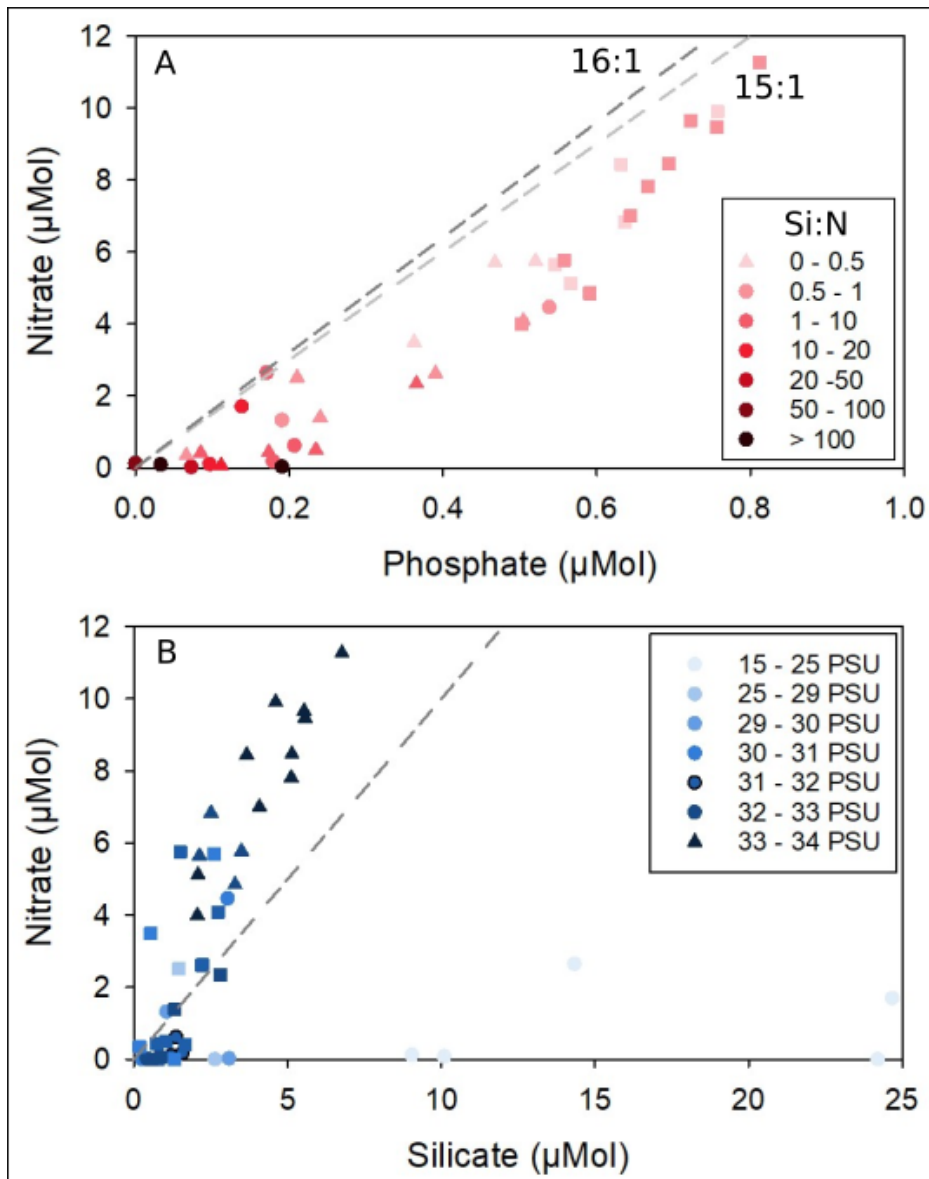 A
16:1
15:1
12
10
8
6
4
2
0
Nitrate (µMol)
Si:N
0 - 0.5
0.5 - 1
1 - 10
10 - 20
20 -50
50 - 100
> 100
0.0 0.2 0.4 0.6 0.8 1.0
Phosphate (µMol)
B
12
10
8
6
4
2
0
Nitrate (µMol)
15 - 25 PSU
25 - 29 PSU
29 - 30 PSU
30 - 31 PSU
31 - 32 PSU
32 - 33 PSU
33 - 34 PSU
0 5 10 15 20 25
Silicate (µMol)